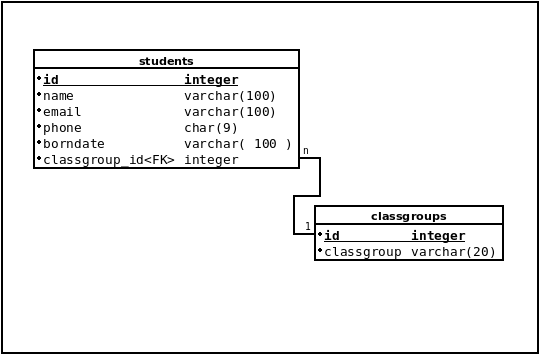 students
id integer
name varchar(100)
email varchar(100)
phone char(9)
borndate varchar( 100 )
classgroup_id<FK> integer
n
1
classgroups
id integer
classgroup varchar(20)